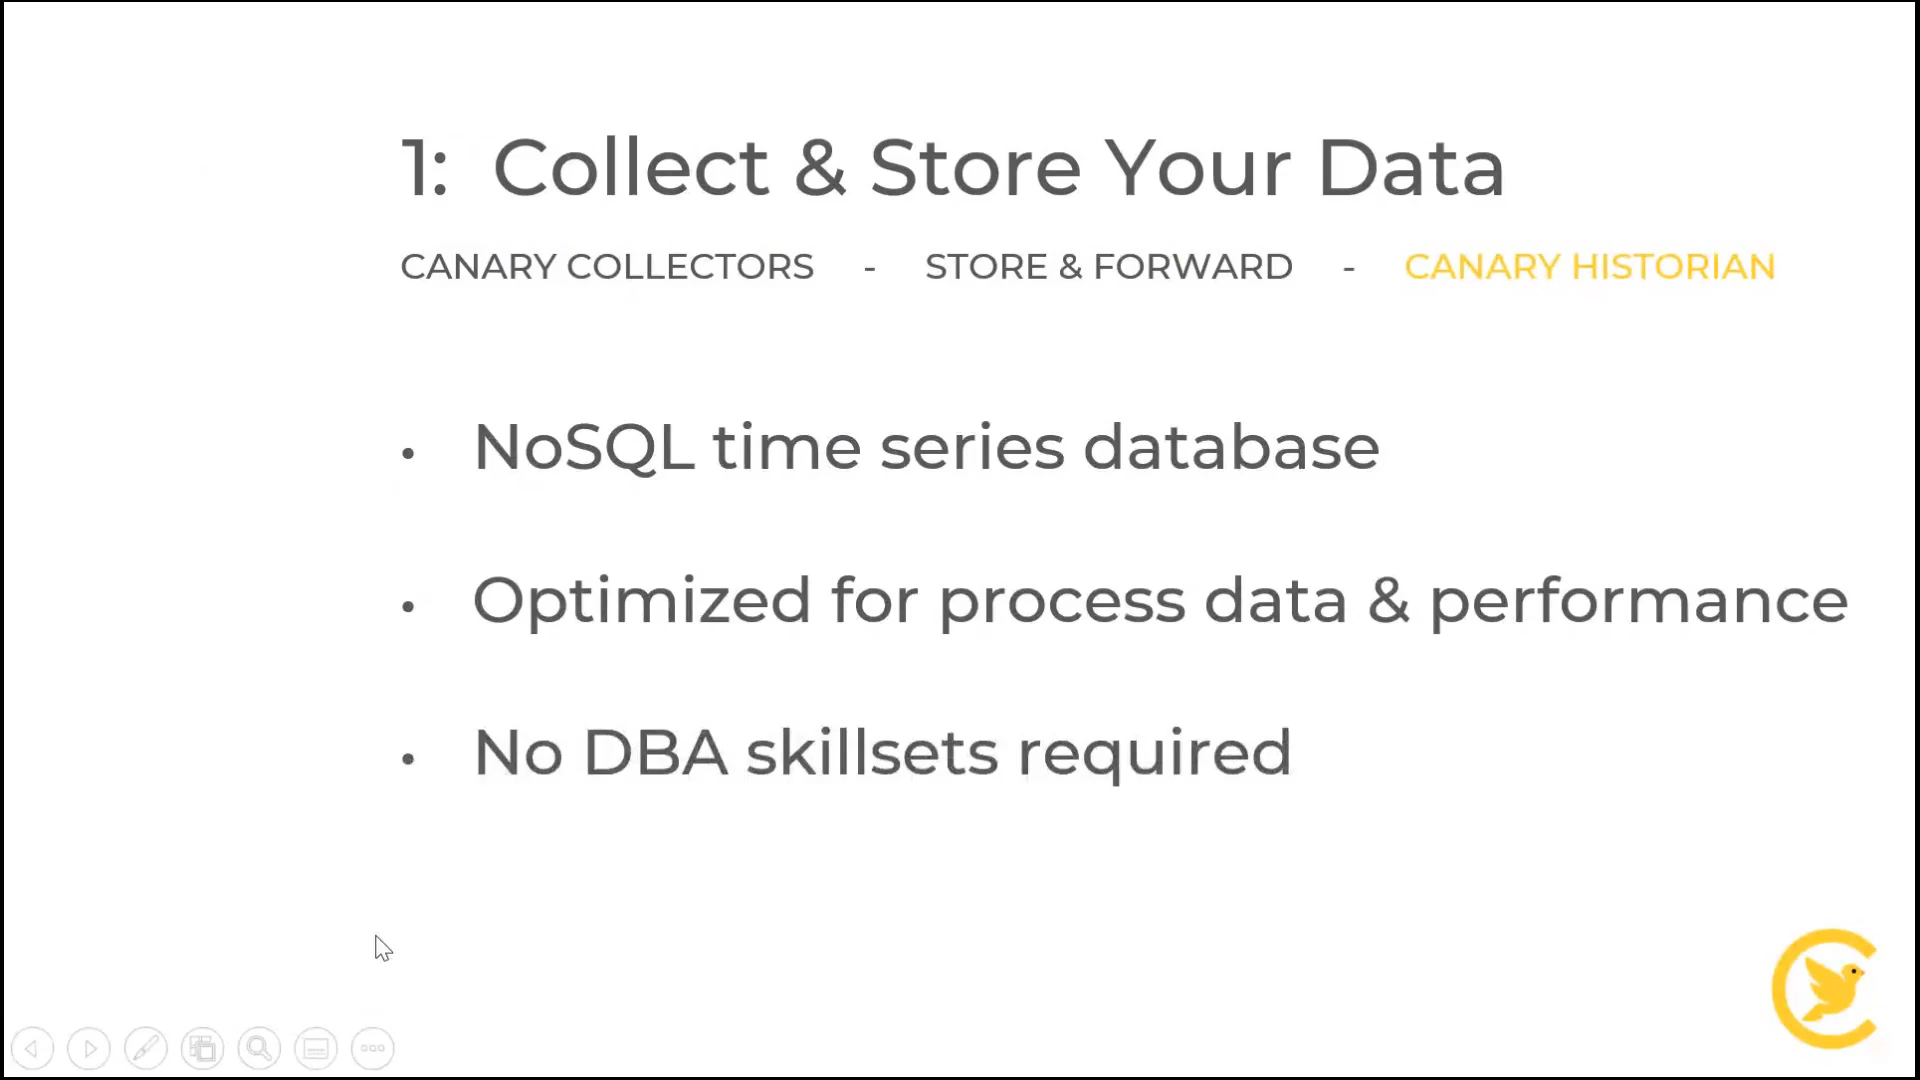 1: Collect & Store Your Data
CANARY COLLECTORS - STORE & FORWARD - CANARY HISTORIAN
• NoSQL time series database
• Optimized for process data & performance
• No DBA skillsets required